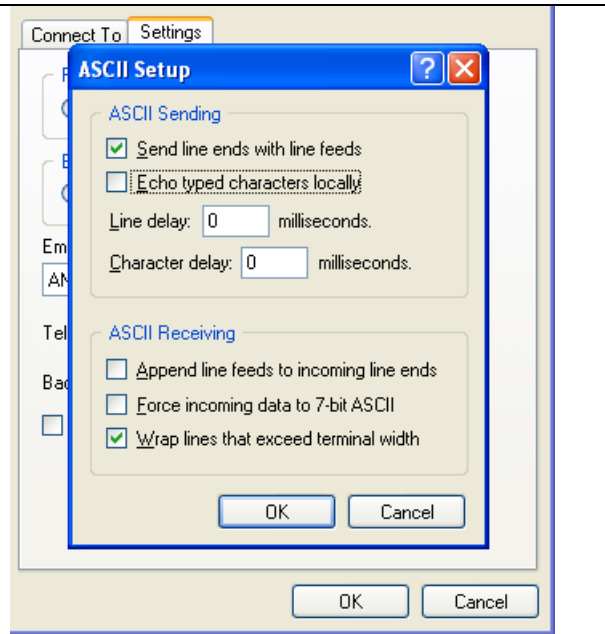 Connect To
Settings
ASCII Setup
ASCII Sending
Send line ends with line feeds
Echo typed characters locally
Line delay: 0 milliseconds.
Character delay: 0 milliseconds.
Em
Tel
Bac
ASCII Receiving
Append line feeds to incoming line ends
Force incoming data to 7-bit ASCII
Wrap lines that exceed terminal width
OK Cancel
OK Cancel